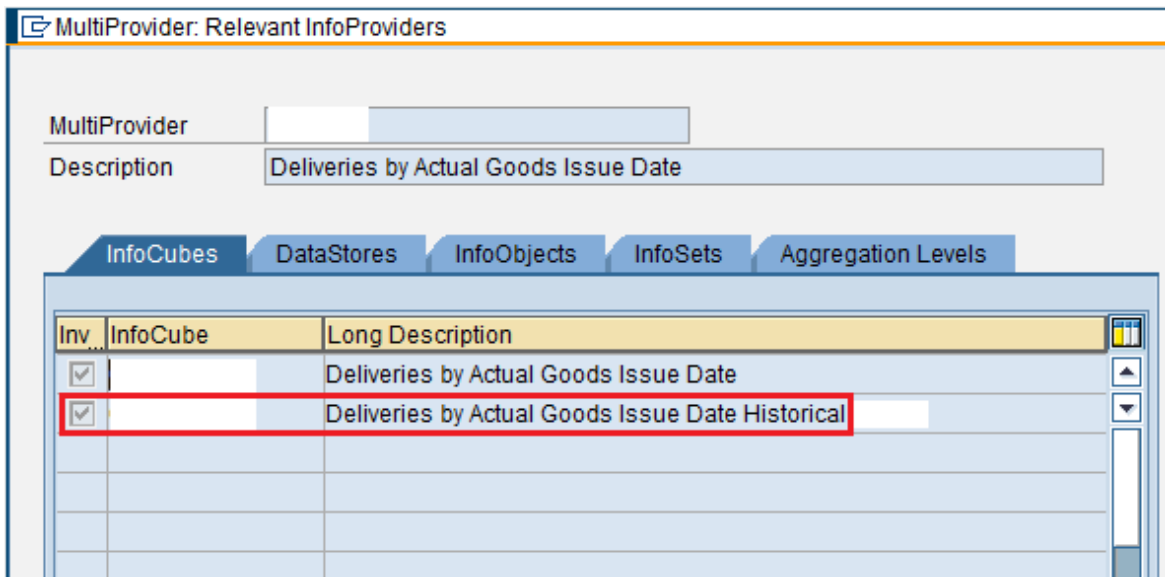 MultiProvider: Relevant InfoProviders
MultiProvider
Description Deliveries by Actual Goods Issue Date
InfoCubes DataStores InfoObjects InfoSets Aggregation Levels
Inv... InfoCube Long Description
Deliveries by Actual Goods Issue Date
Deliveries by Actual Goods Issue Date Historical